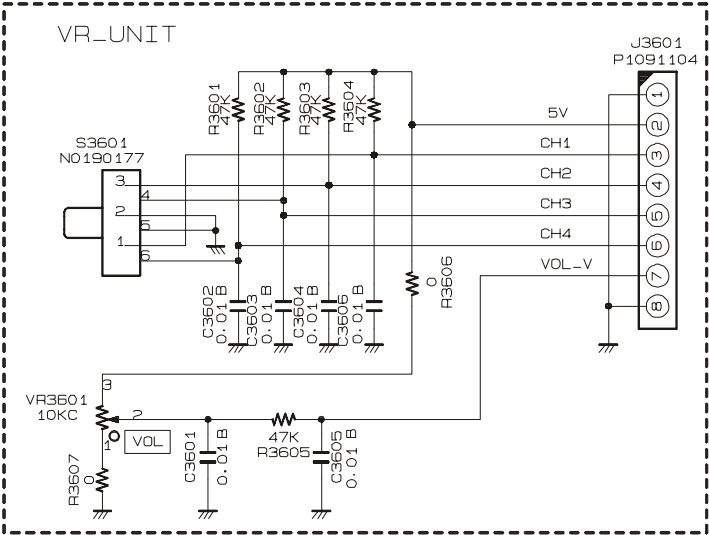 VR_UNIT
J3601
P1091104
R3601
47K
R3602
47K
R3603
47K
R3604
47K
1
5V
2
S3601
N0190177
CH1
3
3
CH2
4
4
2
CH3
5
5
1
CH4
6
6
VOL_V
7
0
R3606
8
C3602
0.01 B
C3603
0.01 B
C3604
0.01 B
C3606
0.01 B
3
VR3601
10KC
2
1
VOL
47K
R3605
C3601
0.01 B
C3605
0.01 B
R3607
0